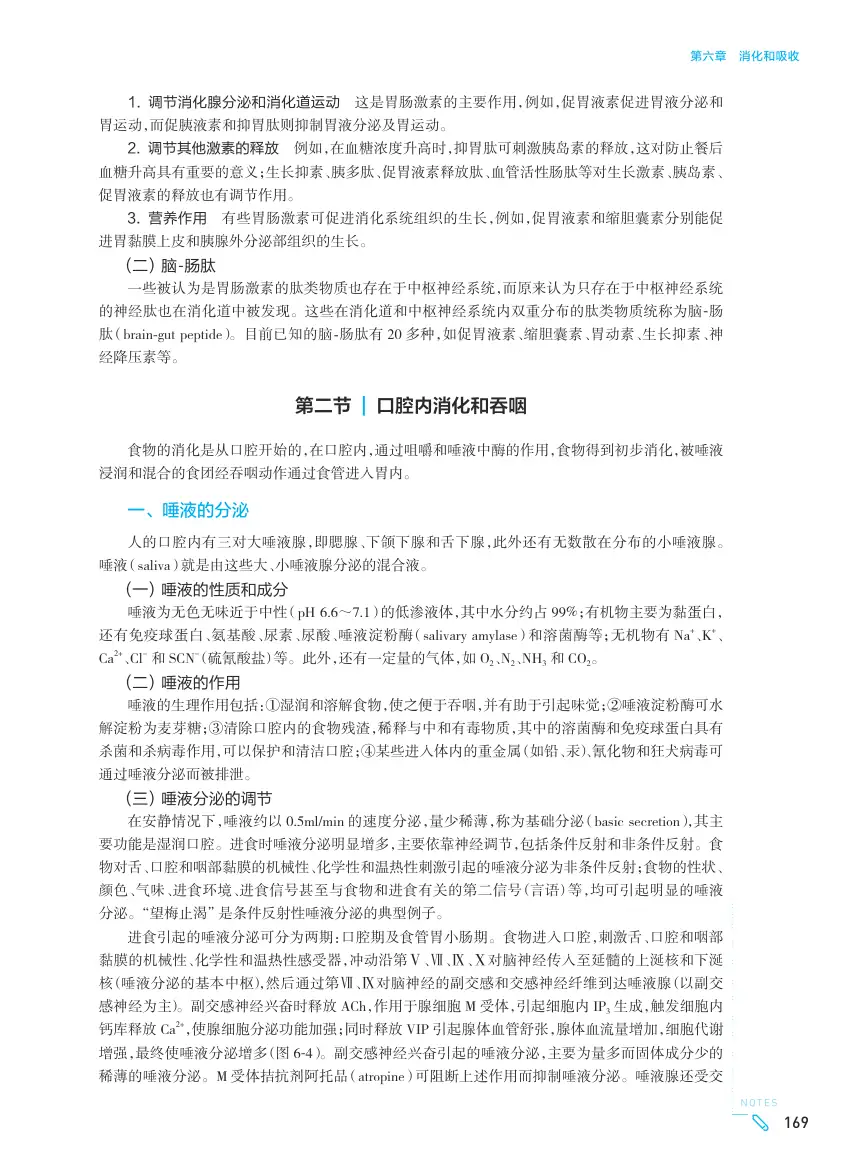 第六章 消化和吸收
1. 调节消化腺分泌和消化道运动 这是胃肠激素的主要作用,例如,促胃液素促进胃液分泌和
胃运动,而促胰液素和抑胃肽则抑制胃液分泌及胃运动。
2. 调节其他激素的释放 例如,在血糖浓度升高时,抑胃肽可刺激胰岛素的释放,这对防止餐后
血糖升高具有重要的意义;生长抑素、胰多肽、促胃液素释放肽、血管活性肠肽等对生长激素、胰岛素、
促胃液素的释放也有调节作用。
3. 营养作用 有些胃肠激素可促进消化系统组织的生长,例如,促胃液素和缩胆囊素分别能促
进胃黏膜上皮和胰腺外分泌部组织的生长。
(二) 脑-肠肽
一些被认为是胃肠激素的肽类物质也存在于中枢神经系统,而原来认为只存在于中枢神经系统
的神经肽也在消化道中被发现。这些在消化道和中枢神经系统内双重分布的肽类物质统称为脑-肠
肽(brain-gut peptide)。目前已知的脑-肠肽有 20 多种,如促胃液素、缩胆囊素、胃动素、生长抑素、神
经降压素等。
第二节 | 口腔内消化和吞咽
食物的消化是从口腔开始的,在口腔内,通过咀嚼和唾液中酶的作用,食物得到初步消化,被唾液
浸润和混合的食团经吞咽动作通过食管进入胃内。
一、唾液的分泌
人的口腔内有三对大唾液腺,即腮腺、下颌下腺和舌下腺,此外还有无数散在分布的小唾液腺。
唾液(saliva)就是由这些大、小唾液腺分泌的混合液。
(一) 唾液的性质和成分
唾液为无色无味近于中性(pH 6.6～7.1)的低渗液体,其中水分约占 99%;有机物主要为黏蛋白,
还有免疫球蛋白、氨基酸、尿素、尿酸、唾液淀粉酶(salivary amylase)和溶菌酶等;无机物有 Na⁺、K⁺、
Ca²⁺、Cl⁻ 和 SCN⁻(硫氰酸盐)等。此外,还有一定量的气体,如 O₂、N₂、NH₃ 和 CO₂。
(二) 唾液的作用
唾液的生理作用包括:①湿润和溶解食物,使之便于吞咽,并有助于引起味觉;②唾液淀粉酶可水
解淀粉为麦芽糖;③清除口腔内的食物残渣,稀释与中和有毒物质,其中的溶菌酶和免疫球蛋白具有
杀菌和杀病毒作用,可以保护和清洁口腔;④某些进入体内的重金属(如铅、汞)、氰化物和狂犬病毒可
通过唾液分泌而被排泄。
(三) 唾液分泌的调节
在安静情况下,唾液约以 0.5ml/min 的速度分泌,量少稀薄,称为基础分泌(basic secretion),其主
要功能是湿润口腔。进食时唾液分泌明显增多,主要依靠神经调节,包括条件反射和非条件反射。食
物对舌、口腔和咽部黏膜的机械性、化学性和温热性刺激引起的唾液分泌为非条件反射;食物的性状、
颜色、气味、进食环境、进食信号甚至与食物和进食有关的第二信号(言语)等,均可引起明显的唾液
分泌。“望梅止渴”是条件反射性唾液分泌的典型例子。
进食引起的唾液分泌可分为两期:口腔期及食管胃小肠期。食物进入口腔,刺激舌、口腔和咽部
黏膜的机械性、化学性和温热性感受器,冲动沿第Ⅴ、Ⅶ、Ⅸ、Ⅹ对脑神经传入至延髓的上涎核和下涎
核(唾液分泌的基本中枢),然后通过第Ⅶ、Ⅸ对脑神经的副交感和交感神经纤维到达唾液腺(以副交
感神经为主)。副交感神经兴奋时释放 ACh,作用于腺细胞 M 受体,引起细胞内 IP₃ 生成,触发细胞内
钙库释放 Ca²⁺,使腺细胞分泌功能加强;同时释放 VIP 引起腺体血管舒张,腺体血流量增加,细胞代谢
增强,最终使唾液分泌增多(图 6-4)。副交感神经兴奋引起的唾液分泌,主要为量多而固体成分少的
稀薄的唾液分泌。M 受体拮抗剂阿托品(atropine)可阻断上述作用而抑制唾液分泌。唾液腺还受交
NOTES
169